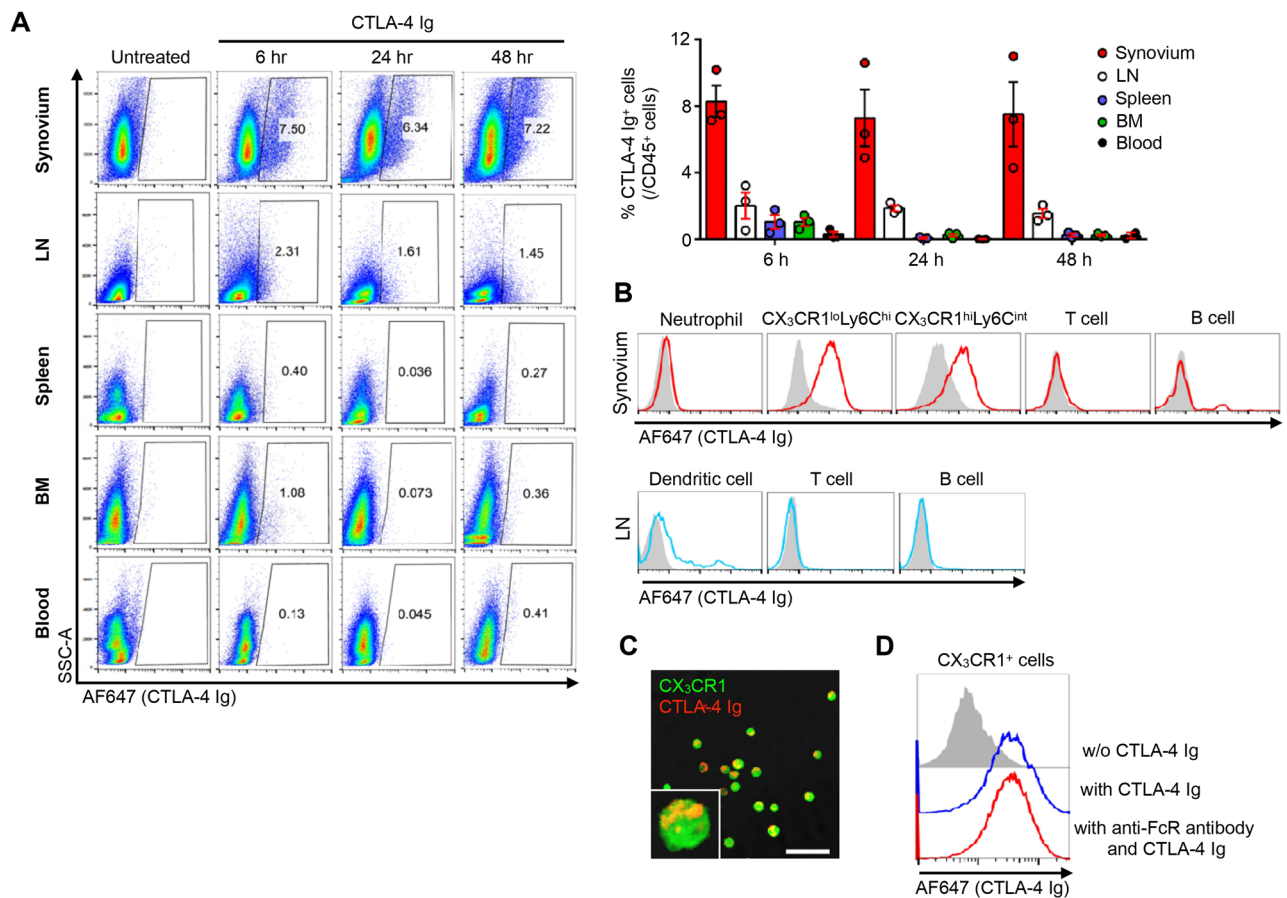 A
CTLA-4 Ig
Untreated 6 hr 24 hr 48 hr
Synovium
7.50 6.34 7.22
LN
2.31 1.61 1.45
Spleen
0.40 0.036 0.27
BM
1.08 0.073 0.36
Blood
0.13 0.045 0.41
SSC-A
AF647 (CTLA-4 Ig)
% CTLA-4 Ig⁺ cells
(/CD45⁺ cells)
12
8
4
0
6 h 24 h 48 h
Synovium
LN
Spleen
BM
Blood
B
Neutrophil CX₃CR1ˡᵒLy6Cʰⁱ CX₃CR1ʰⁱLy6Cⁱⁿᵗ T cell B cell
Synovium
AF647 (CTLA-4 Ig)
Dendritic cell T cell B cell
LN
AF647 (CTLA-4 Ig)
C
CX₃CR1
CTLA-4 Ig
D
CX₃CR1⁺ cells
w/o CTLA-4 Ig
with CTLA-4 Ig
with anti-FcR antibody
and CTLA-4 Ig
AF647 (CTLA-4 Ig)